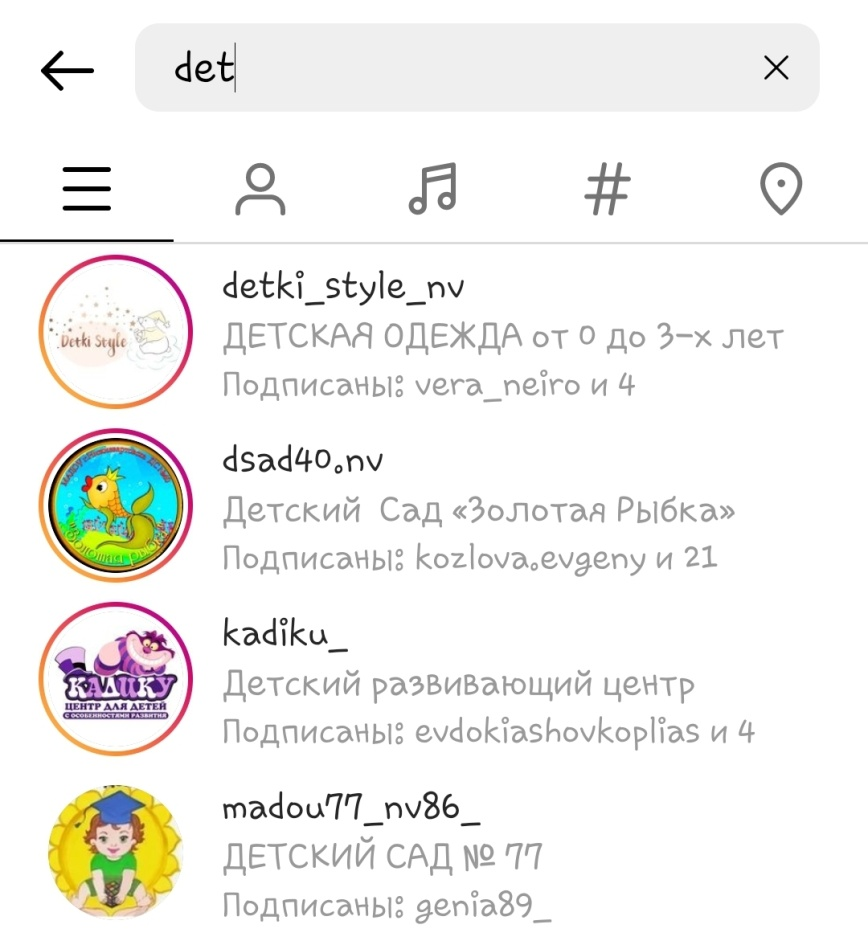 det
detki_style_nv
ДЕТСКАЯ ОДЕЖДА от 0 до 3-х лет
Подписаны: vera_neiro и 4
Detki Style
dsad40.nv
Детский Сад «Золотая Рыбка»
Подписаны: kozlova.evgeny и 21
kadiku_
Детский развивающий центр
Подписаны: evdokiashovkoplias и 4
КАДИКУ
ЦЕНТР ДЛЯ ДЕТЕЙ
С ОСОБЕННОСТЯМИ РАЗВИТИЯ
madou77_nv86_
ДЕТСКИЙ САД № 77
Подписаны: genia89_